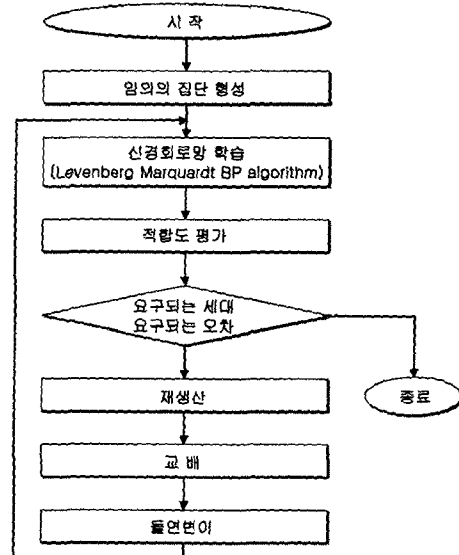 시 작
임의의 집단 형성
신경회로망 학습
(Levenberg Marquardt BP algorithm)
적합도 평가
요구되는 세대
요구되는 오차
재생산
종료
교 배
돌연변이